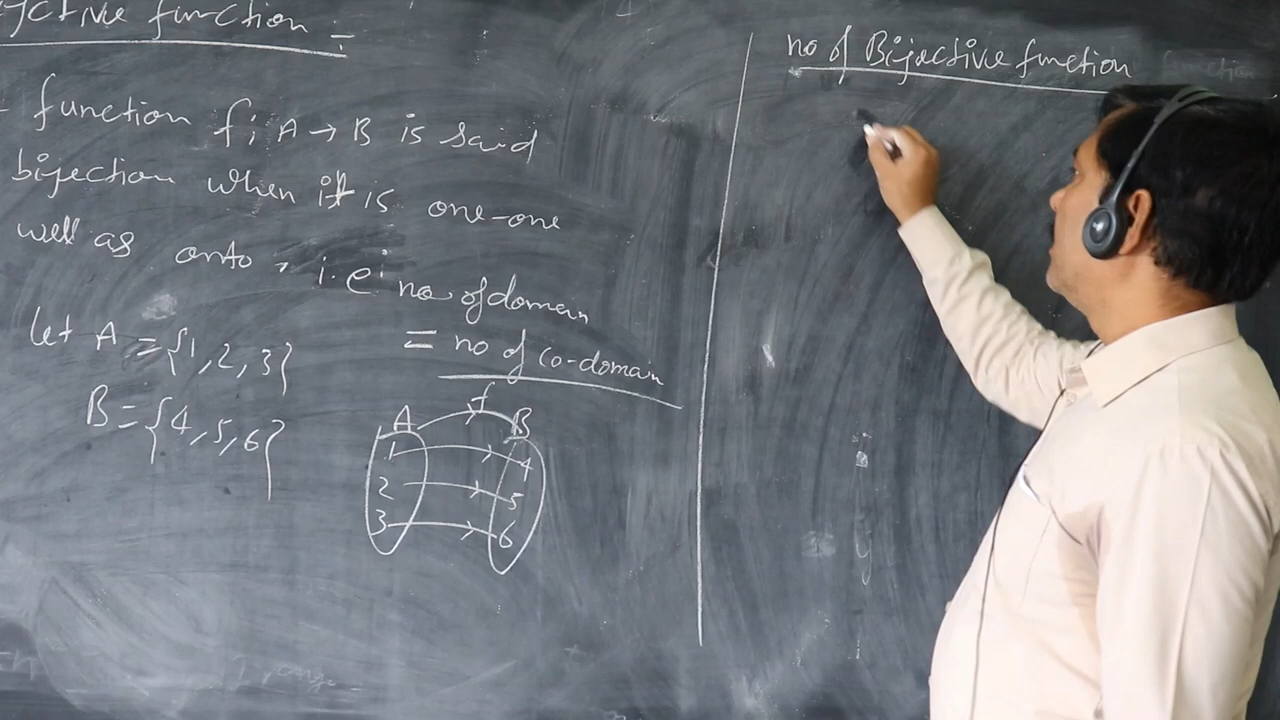 jective function :-
function f; A → B is said
bijection when it is one-one
well as onto, i.e; no of domain
= no of co-domain
let A = {1, 2, 3}
B = {4, 5, 6}
A f B
1 4
2 5
3 6
no of Bijective function